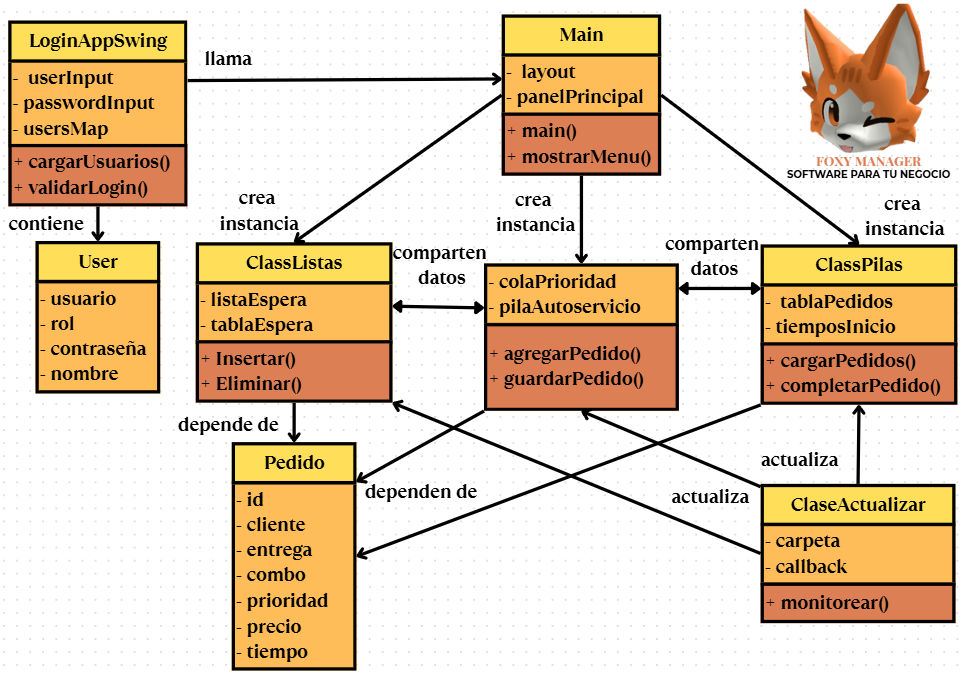 LoginAppSwing
- userInput
- passwordInput
- usersMap
+ cargarUsuarios()
+ validarLogin()
llama
Main
- layout
- panelPrincipal
+ main()
+ mostrarMenu()
FOXY MANAGER
SOFTWARE PARA TU NEGOCIO
contiene
User
- usuario
- rol
- contraseña
- nombre
crea
instancia
crea
instancia
crea
instancia
ClassListas
- listaEspera
- tablaEspera
+ Insertar()
+ Eliminar()
comparten
datos
- colaPrioridad
- pilaAutoservicio
+ agregarPedido()
+ guardarPedido()
comparten
datos
ClassPilas
- tablaPedidos
- tiemposInicio
+ cargarPedidos()
+ completarPedido()
depende de
Pedido
- id
- cliente
- entrega
- combo
- prioridad
- precio
- tiempo
dependen de
actualiza
actualiza
ClaseActualizar
- carpeta
- callback
+ monitorear()